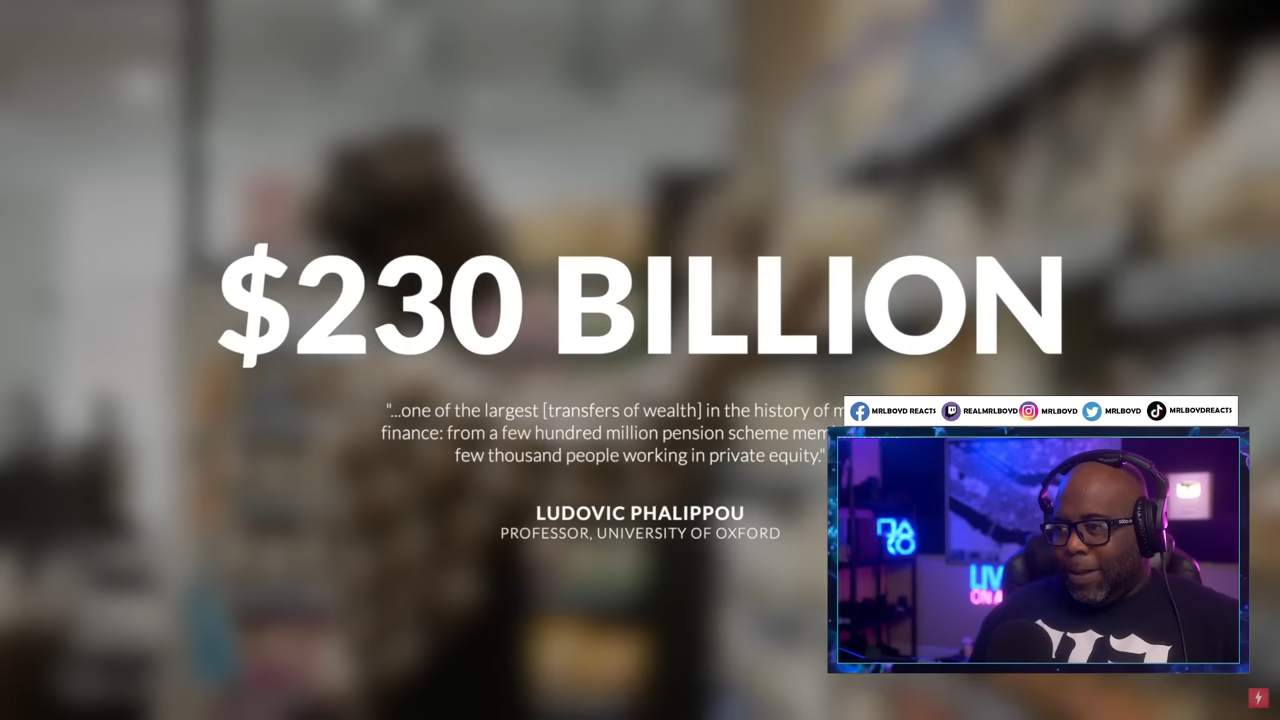 $230 BILLION
"...one of the largest [transfers of wealth] in the history of
finance: from a few hundred million pension scheme
few thousand people working in private equity."
LUDOVIC PHALIPPOU
PROFESSOR, UNIVERSITY OF OXFORD
MRLBOYD REACTS REALMRLBOYD MRLBOYD MRLBOYD MRLBOYDREACTS